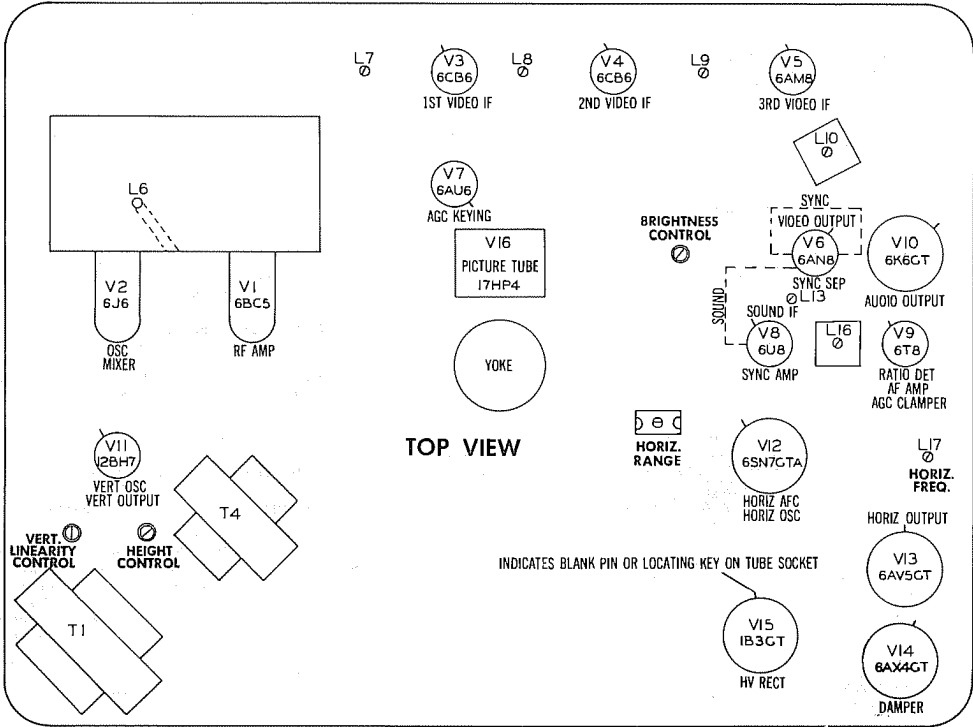 L7
V3
6CB6
1ST VIDEO IF
L8
V4
6CB6
2ND VIDEO IF
L9
V5
6AM8
3RD VIDEO IF
L10
L6
V7
6AU6
AGC KEYING
V16
PICTURE TUBE
17HP4
BRIGHTNESS
CONTROL
SYNC
VIDEO OUTPUT
V6
6AN8
SYNC SEP
V10
6K6GT
AUDIO OUTPUT
V2
6J6
OSC
MIXER
V1
6BC5
RF AMP
YOKE
SOUND
L13
SOUND IF
V8
6U8
SYNC AMP
L16
V9
6T8
RATIO DET
AF AMP
AGC CLAMPER
TOP VIEW
HORIZ.
RANGE
V12
6SN7GTA
HORIZ AFC
HORIZ OSC
L17
HORIZ.
FREQ.
V11
12BH7
VERT OSC
VERT OUTPUT
T4
VERT.
LINEARITY
CONTROL
HEIGHT
CONTROL
T1
HORIZ OUTPUT
V13
6AV5GT
INDICATES BLANK PIN OR LOCATING KEY ON TUBE SOCKET
V15
1B3GT
HV RECT
V14
6AX4GT
DAMPER